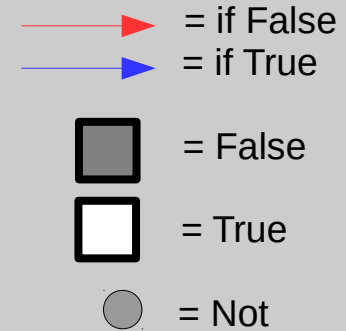 = if False
= if True
= False
= True
= Not